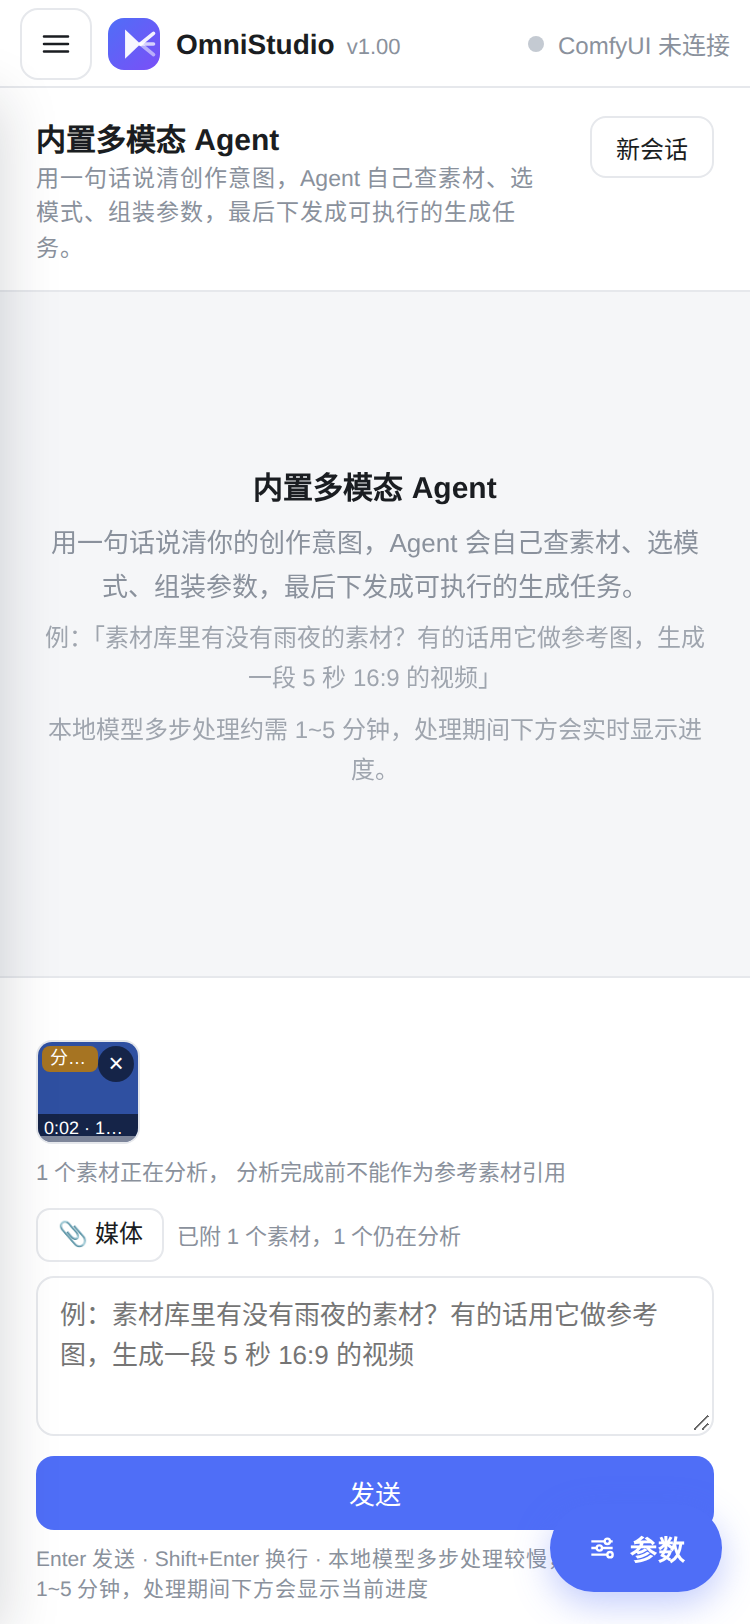 OmniStudio v1.00
ComfyUI 未连接
内置多模态 Agent
新会话
用一句话说清创作意图，Agent 自己查素材、选
模式、组装参数，最后下发成可执行的生成任
务。
内置多模态 Agent
用一句话说清你的创作意图，Agent 会自己查素材、选模
式、组装参数，最后下发成可执行的生成任务。
例：「素材库里有没有雨夜的素材？有的话用它做参考图，生成
一段 5 秒 16:9 的视频」
本地模型多步处理约需 1~5 分钟，处理期间下方会实时显示进
度。
分…
×
0:02 · 1…
1 个素材正在分析， 分析完成前不能作为参考素材引用
📎 媒体
已附 1 个素材，1 个仍在分析
例：素材库里有没有雨夜的素材？有的话用它做参考
图，生成一段 5 秒 16:9 的视频
发送
Enter 发送 · Shift+Enter 换行 · 本地模型多步处理较慢，
1~5 分钟，处理期间下方会显示当前进度
参数